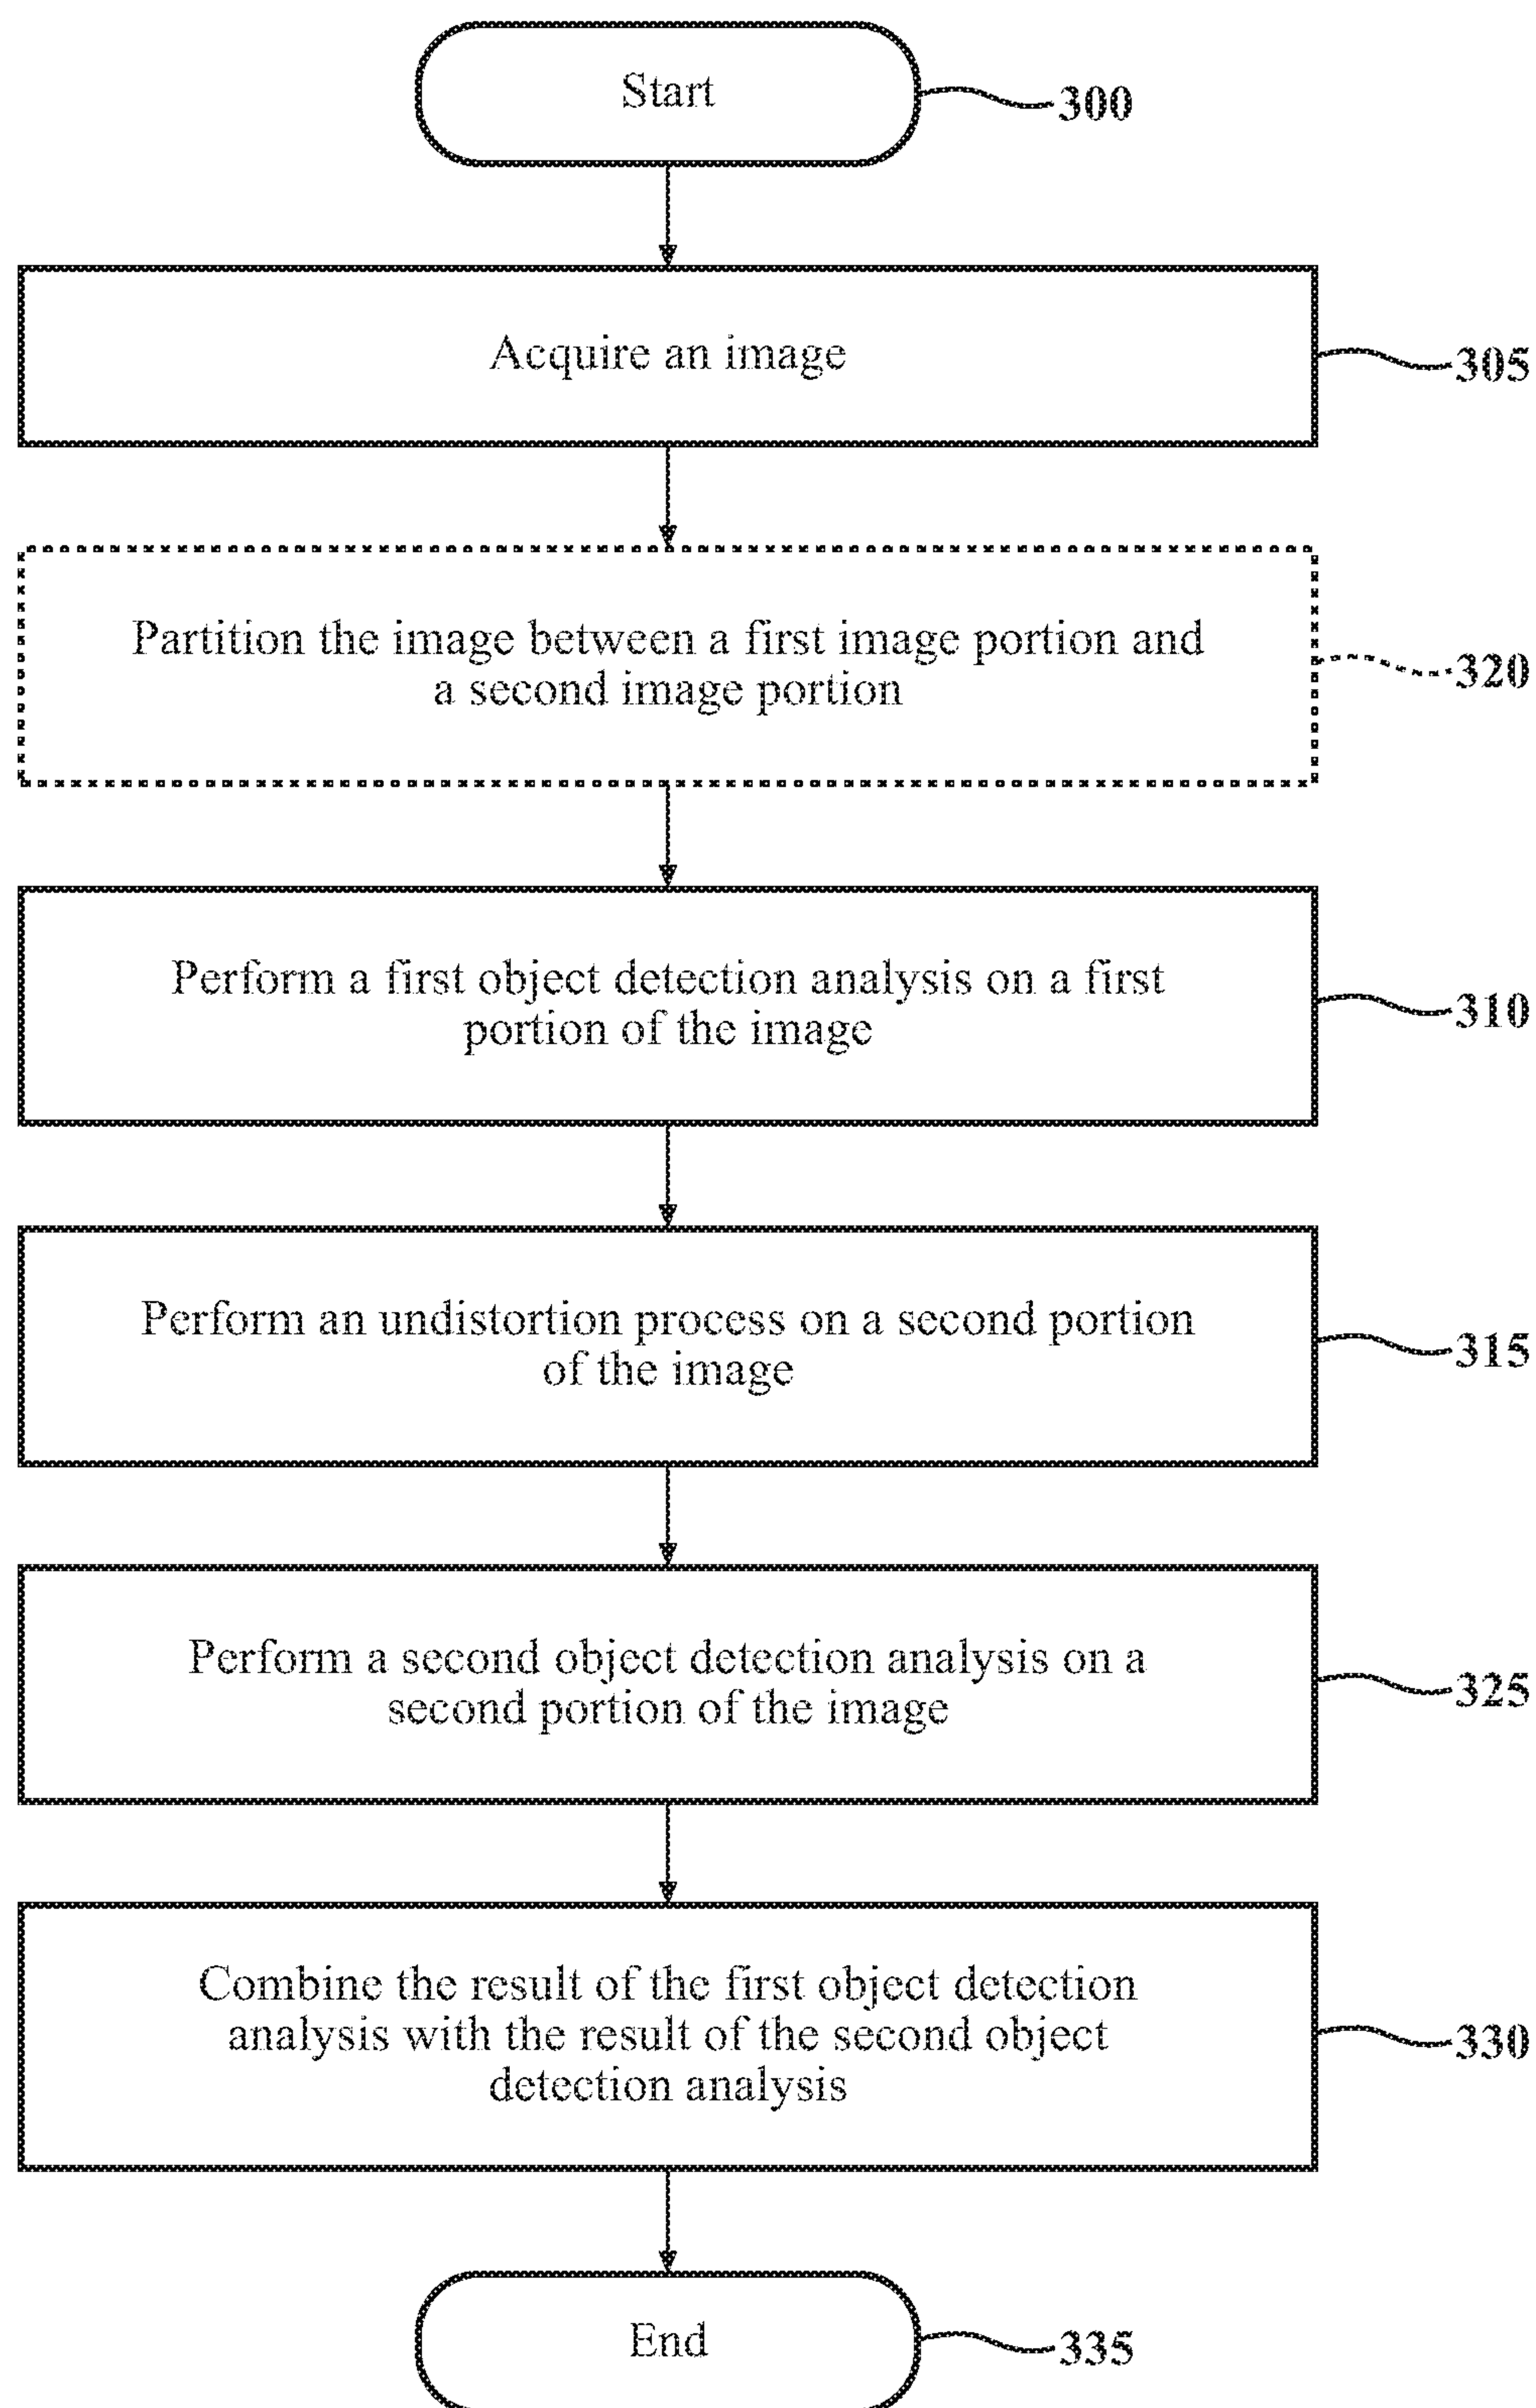 Start
300
Acquire an image
305
Partition the image between a first image portion and
a second image portion
320
Perform a first object detection analysis on a first
portion of the image
310
Perform an undistortion process on a second portion
of the image
315
Perform a second object detection analysis on a
second portion of the image
325
Combine the result of the first object detection
analysis with the result of the second object
detection analysis
330
End
335